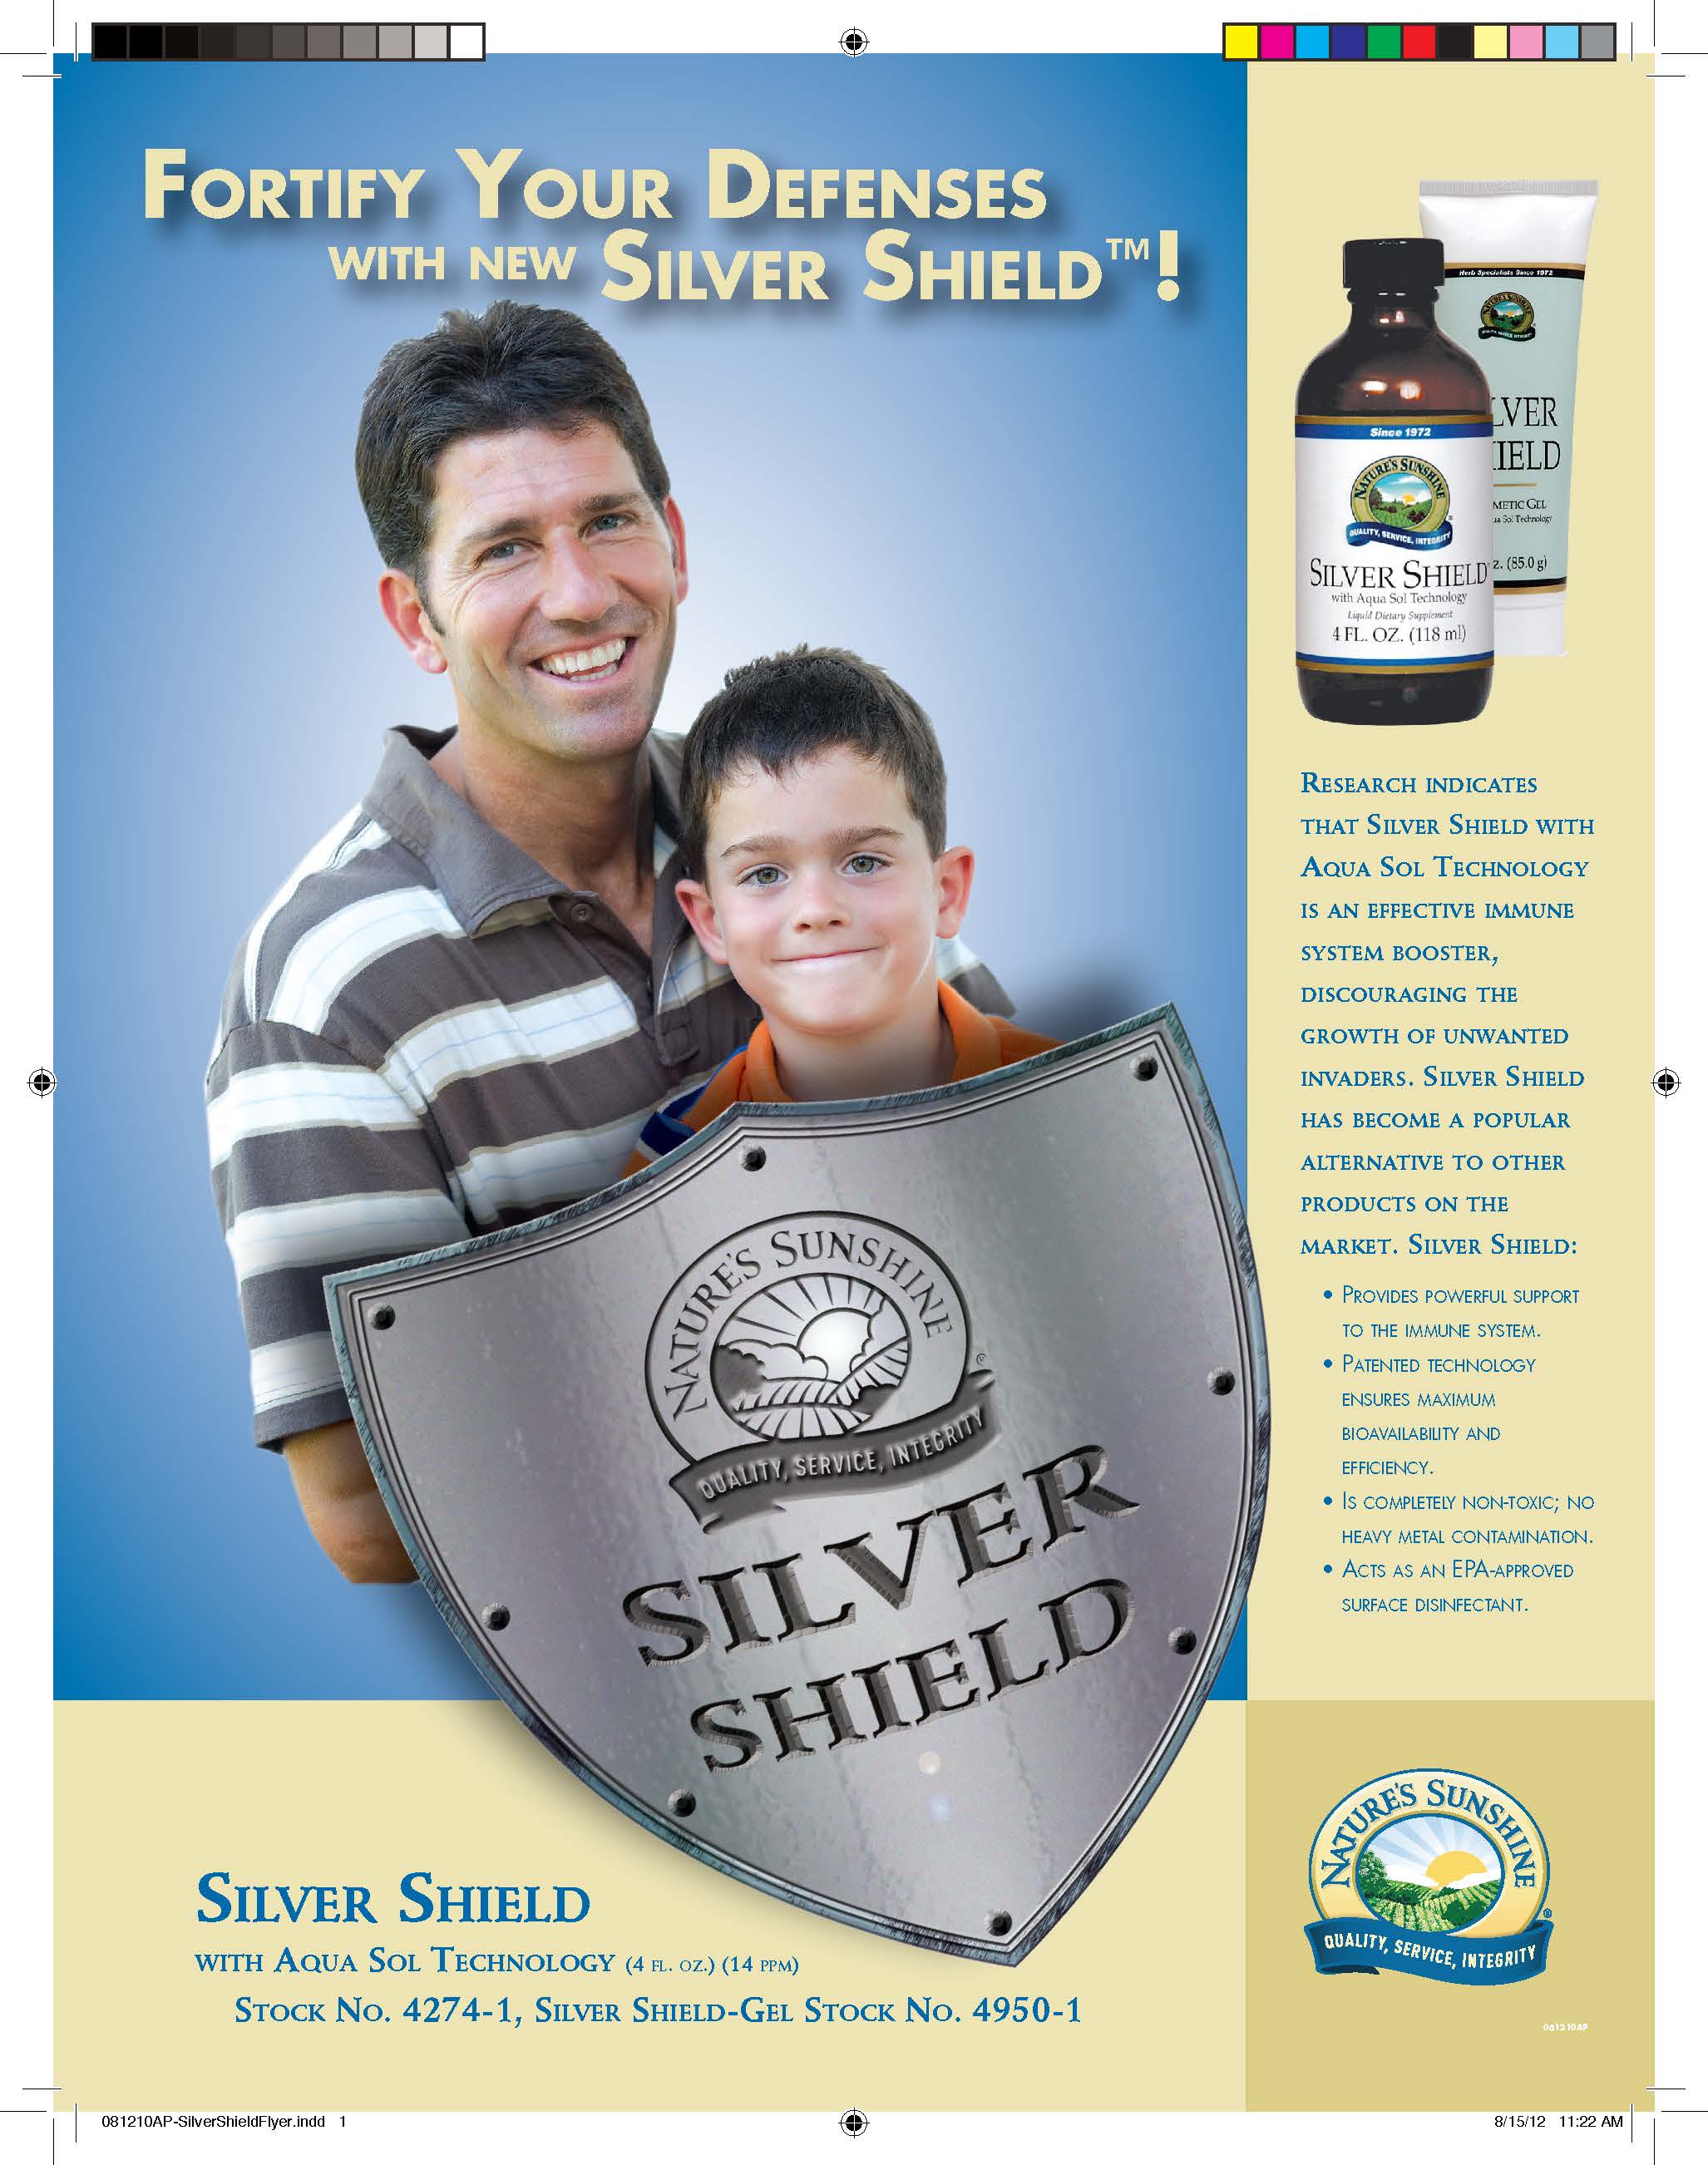 Fortify Your Defenses
with new Silver Shield™!
Herb Specialists Since 1972
Nature's Sunshine
LVER
IELD
METIC GEL
ua Sol Technology
z. (85.0 g)
Since 1972
Nature's Sunshine
QUALITY, SERVICE, INTEGRITY
SILVER SHIELD
with Aqua Sol Technology
Liquid Dietary Supplement
4 FL. OZ. (118 ml)
Research indicates
that Silver Shield with
Aqua Sol Technology
is an effective immune
system booster,
discouraging the
growth of unwanted
invaders. Silver Shield
has become a popular
alternative to other
products on the
market. Silver Shield:
• Provides powerful support
to the immune system.
• Patented technology
ensures maximum
bioavailability and
efficiency.
• Is completely non-toxic; no
heavy metal contamination.
• Acts as an EPA-approved
surface disinfectant.
Nature's Sunshine®
QUALITY, SERVICE, INTEGRITY
SILVER
SHIELD
Silver Shield
with Aqua Sol Technology (4 fl. oz.) (14 ppm)
Stock No. 4274-1, Silver Shield-Gel Stock No. 4950-1
Nature's Sunshine®
QUALITY, SERVICE, INTEGRITY
081210AP
081210AP-SilverShieldFlyer.indd 1
8/15/12 11:22 AM